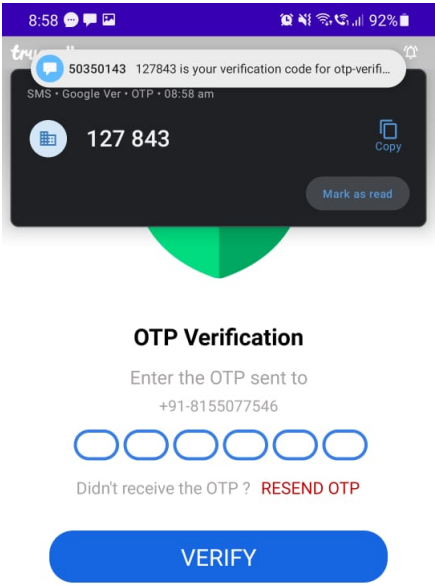 8:58
92%
50350143 127843 is your verification code for otp-verifi...
SMS • Google Ver • OTP • 08:58 am
127 843
Copy
Mark as read
OTP Verification
Enter the OTP sent to
+91-8155077546
Didn't receive the OTP ? RESEND OTP
VERIFY